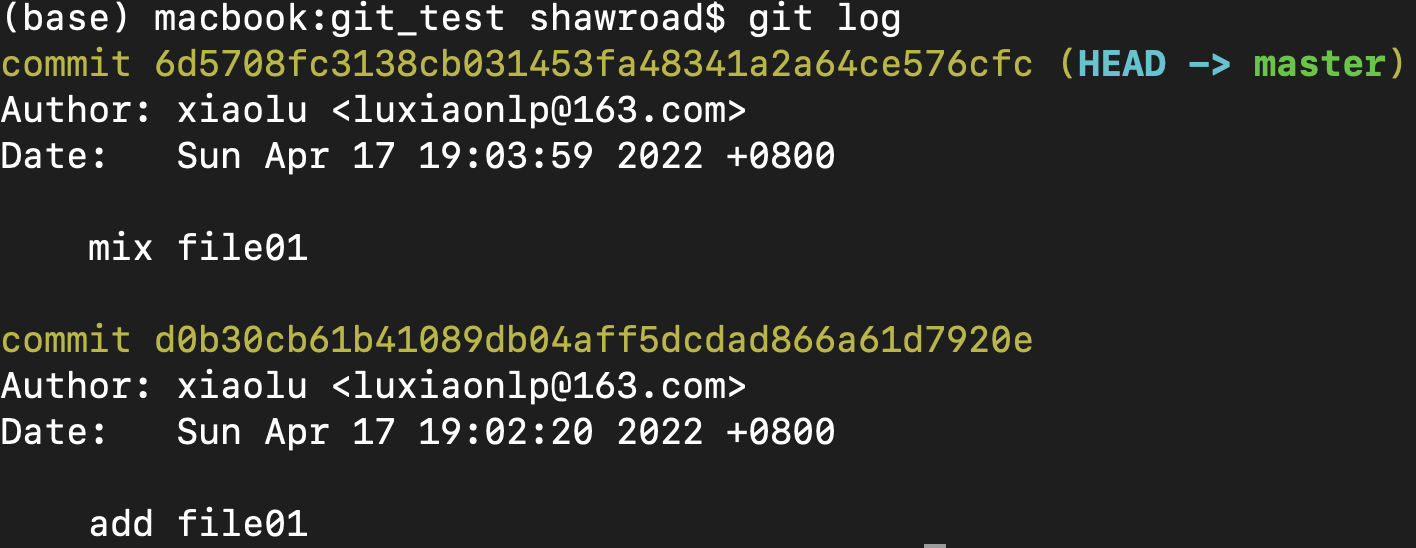 (base) macbook:git_test shawroad$ git log
commit 6d5708fc3138cb031453fa48341a2a64ce576cfc (HEAD -> master)
Author: xiaolu <luxiaonlp@163.com>
Date:   Sun Apr 17 19:03:59 2022 +0800
mix file01
commit d0b30cb61b41089db04aff5dcdad866a61d7920e
Author: xiaolu <luxiaonlp@163.com>
Date:   Sun Apr 17 19:02:20 2022 +0800
add file01